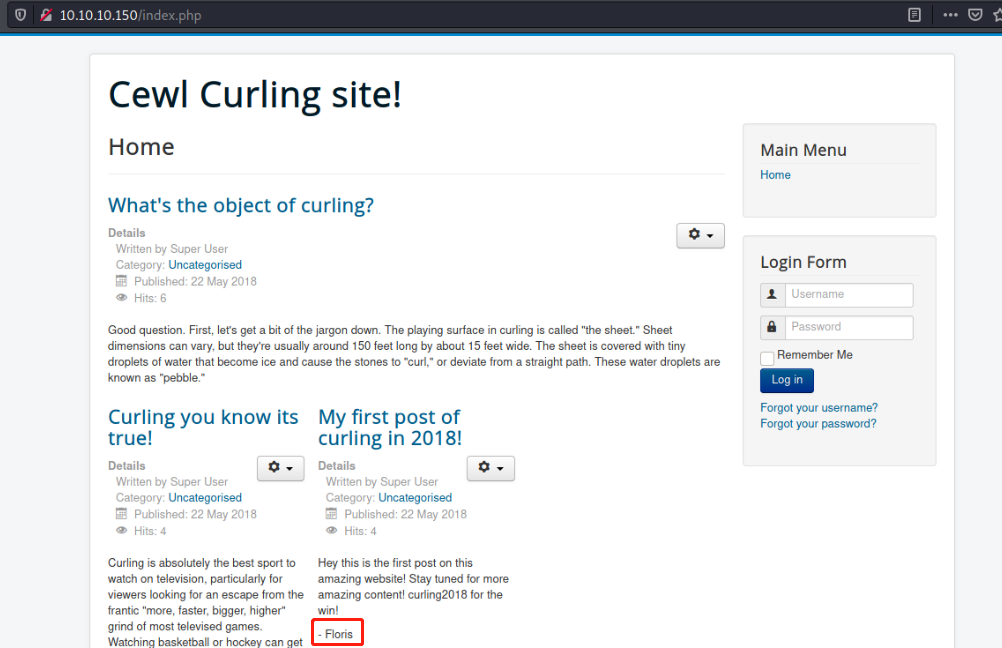 10.10.10.150/index.php
Cewl Curling site!
Home
What's the object of curling?
Details
Written by Super User
Category: Uncategorised
Published: 22 May 2018
Hits: 6
Good question. First, let's get a bit of the jargon down. The playing surface in curling is called "the sheet." Sheet
dimensions can vary, but they're usually around 150 feet long by about 15 feet wide. The sheet is covered with tiny
droplets of water that become ice and cause the stones to "curl," or deviate from a straight path. These water droplets are
known as "pebble."
Curling you know its
true!
Details
Written by Super User
Category: Uncategorised
Published: 22 May 2018
Hits: 4
Curling is absolutely the best sport to
watch on television, particularly for
viewers looking for an escape from the
frantic "more, faster, bigger, higher"
grind of most televised games.
Watching basketball or hockey can get
My first post of
curling in 2018!
Details
Written by Super User
Category: Uncategorised
Published: 22 May 2018
Hits: 4
Hey this is the first post on this
amazing website! Stay tuned for more
amazing content! curling2018 for the
win!
- Floris
Main Menu
Home
Login Form
Username
Password
Remember Me
Log in
Forgot your username?
Forgot your password?